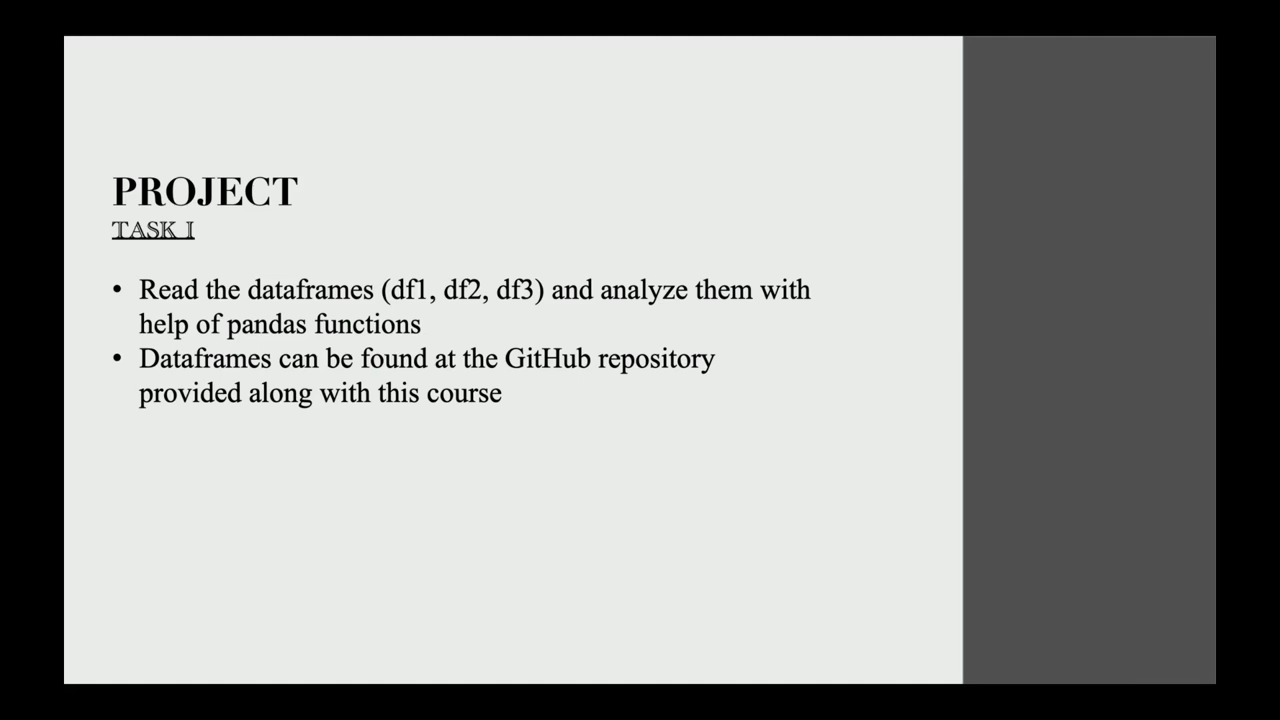 PROJECT
TASK I
• Read the dataframes (df1, df2, df3) and analyze them with
help of pandas functions
• Dataframes can be found at the GitHub repository
provided along with this course